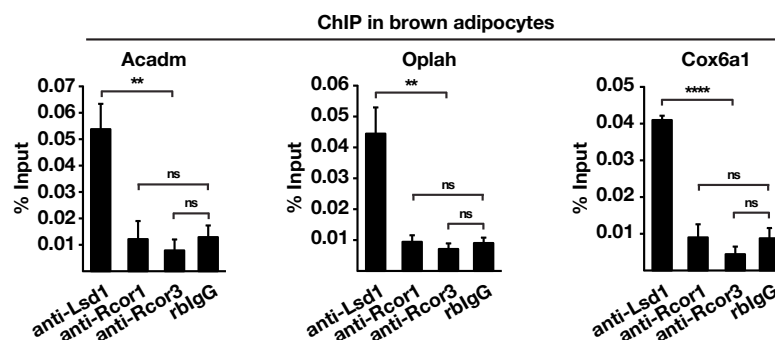 ChIP in brown adipocytes
Acadm
% Input
0.07
0.06
0.05
0.04
0.03
0.02
0.01
**
ns
ns
anti-Lsd1
anti-Rcor1
anti-Rcor3
rbIgG
Oplah
% Input
0.06
0.05
0.04
0.03
0.02
0.01
**
ns
ns
anti-Lsd1
anti-Rcor1
anti-Rcor3
rbIgG
Cox6a1
% Input
0.05
0.04
0.03
0.02
0.01
****
ns
ns
anti-Lsd1
anti-Rcor1
anti-Rcor3
rbIgG